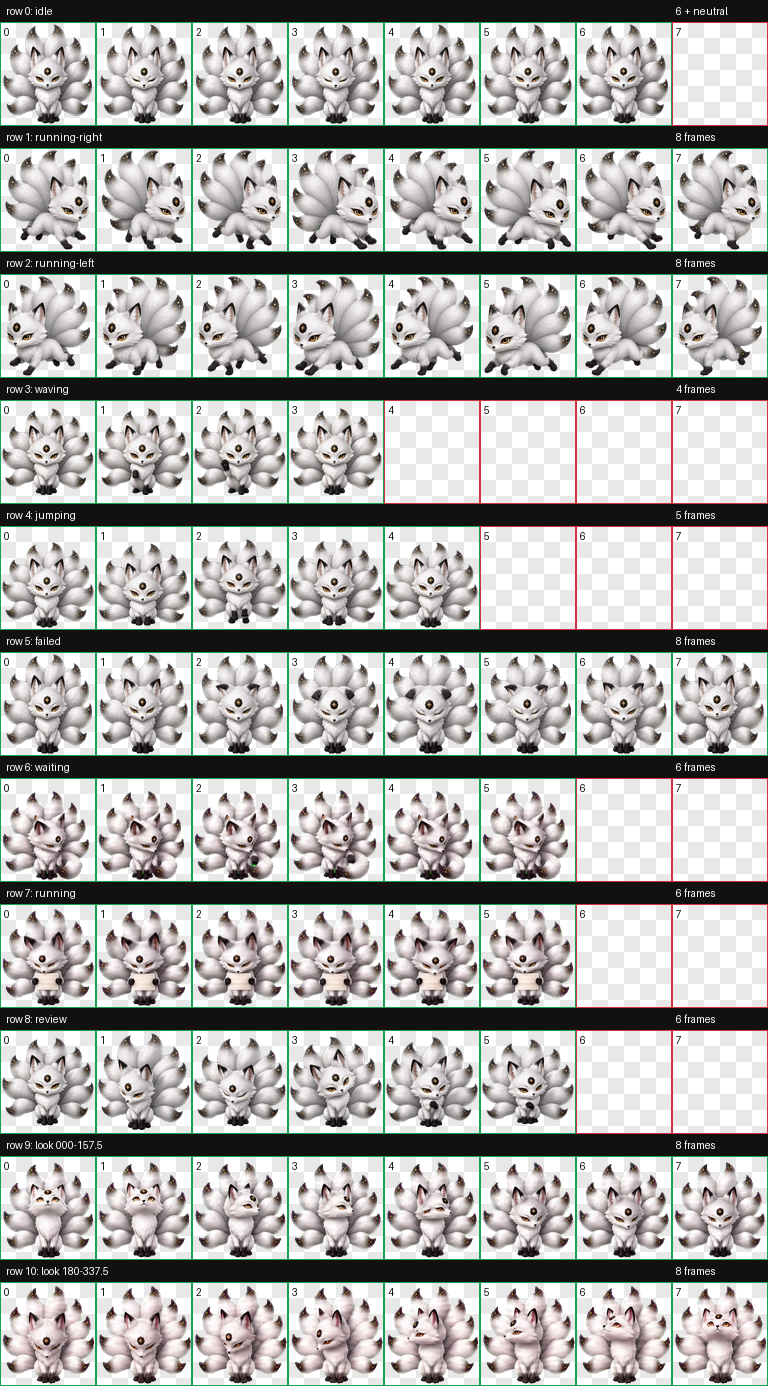 row 0: idle 6 + neutral
0 1 2 3 4 5 6 7
row 1: running-right 8 frames
0 1 2 3 4 5 6 7
row 2: running-left 8 frames
0 1 2 3 4 5 6 7
row 3: waving 4 frames
0 1 2 3 4 5 6 7
row 4: jumping 5 frames
0 1 2 3 4 5 6 7
row 5: failed 8 frames
0 1 2 3 4 5 6 7
row 6: waiting 6 frames
0 1 2 3 4 5 6 7
row 7: running 6 frames
0 1 2 3 4 5 6 7
row 8: review 6 frames
0 1 2 3 4 5 6 7
row 9: look 000-157.5 8 frames
0 1 2 3 4 5 6 7
row 10: look 180-337.5 8 frames
0 1 2 3 4 5 6 7